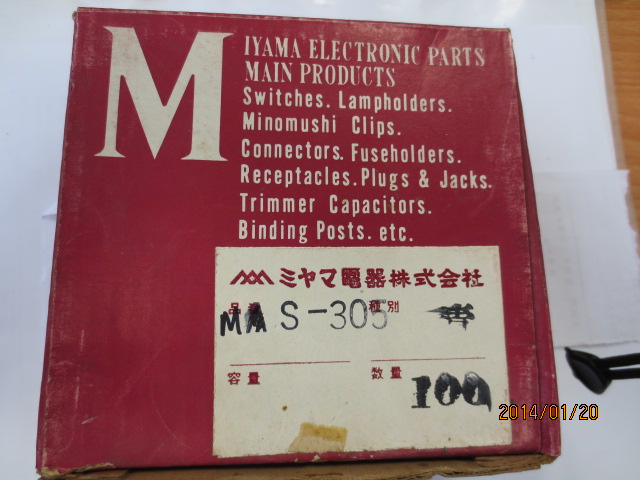 MIYAMA ELECTRONIC PARTS
MAIN PRODUCTS
Switches. Lampholders.
Minomushi Clips.
Connectors. Fuseholders.
Receptacles. Plugs & Jacks.
Trimmer Capacitors.
Binding Posts. etc.
ミヤマ電器株式会社
品番 種別
S-305
容量 数量
100
2014/01/20